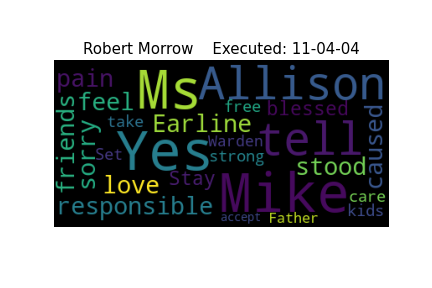 Robert Morrow    Executed: 11-04-04
pain
Ms
Allison
feel
free
blessed
friends
sorry
take
Earline
tell
caused
Yes
Warden
Set
strong
stood
love
Stay
Mike
care
responsible
accept
Father
kids